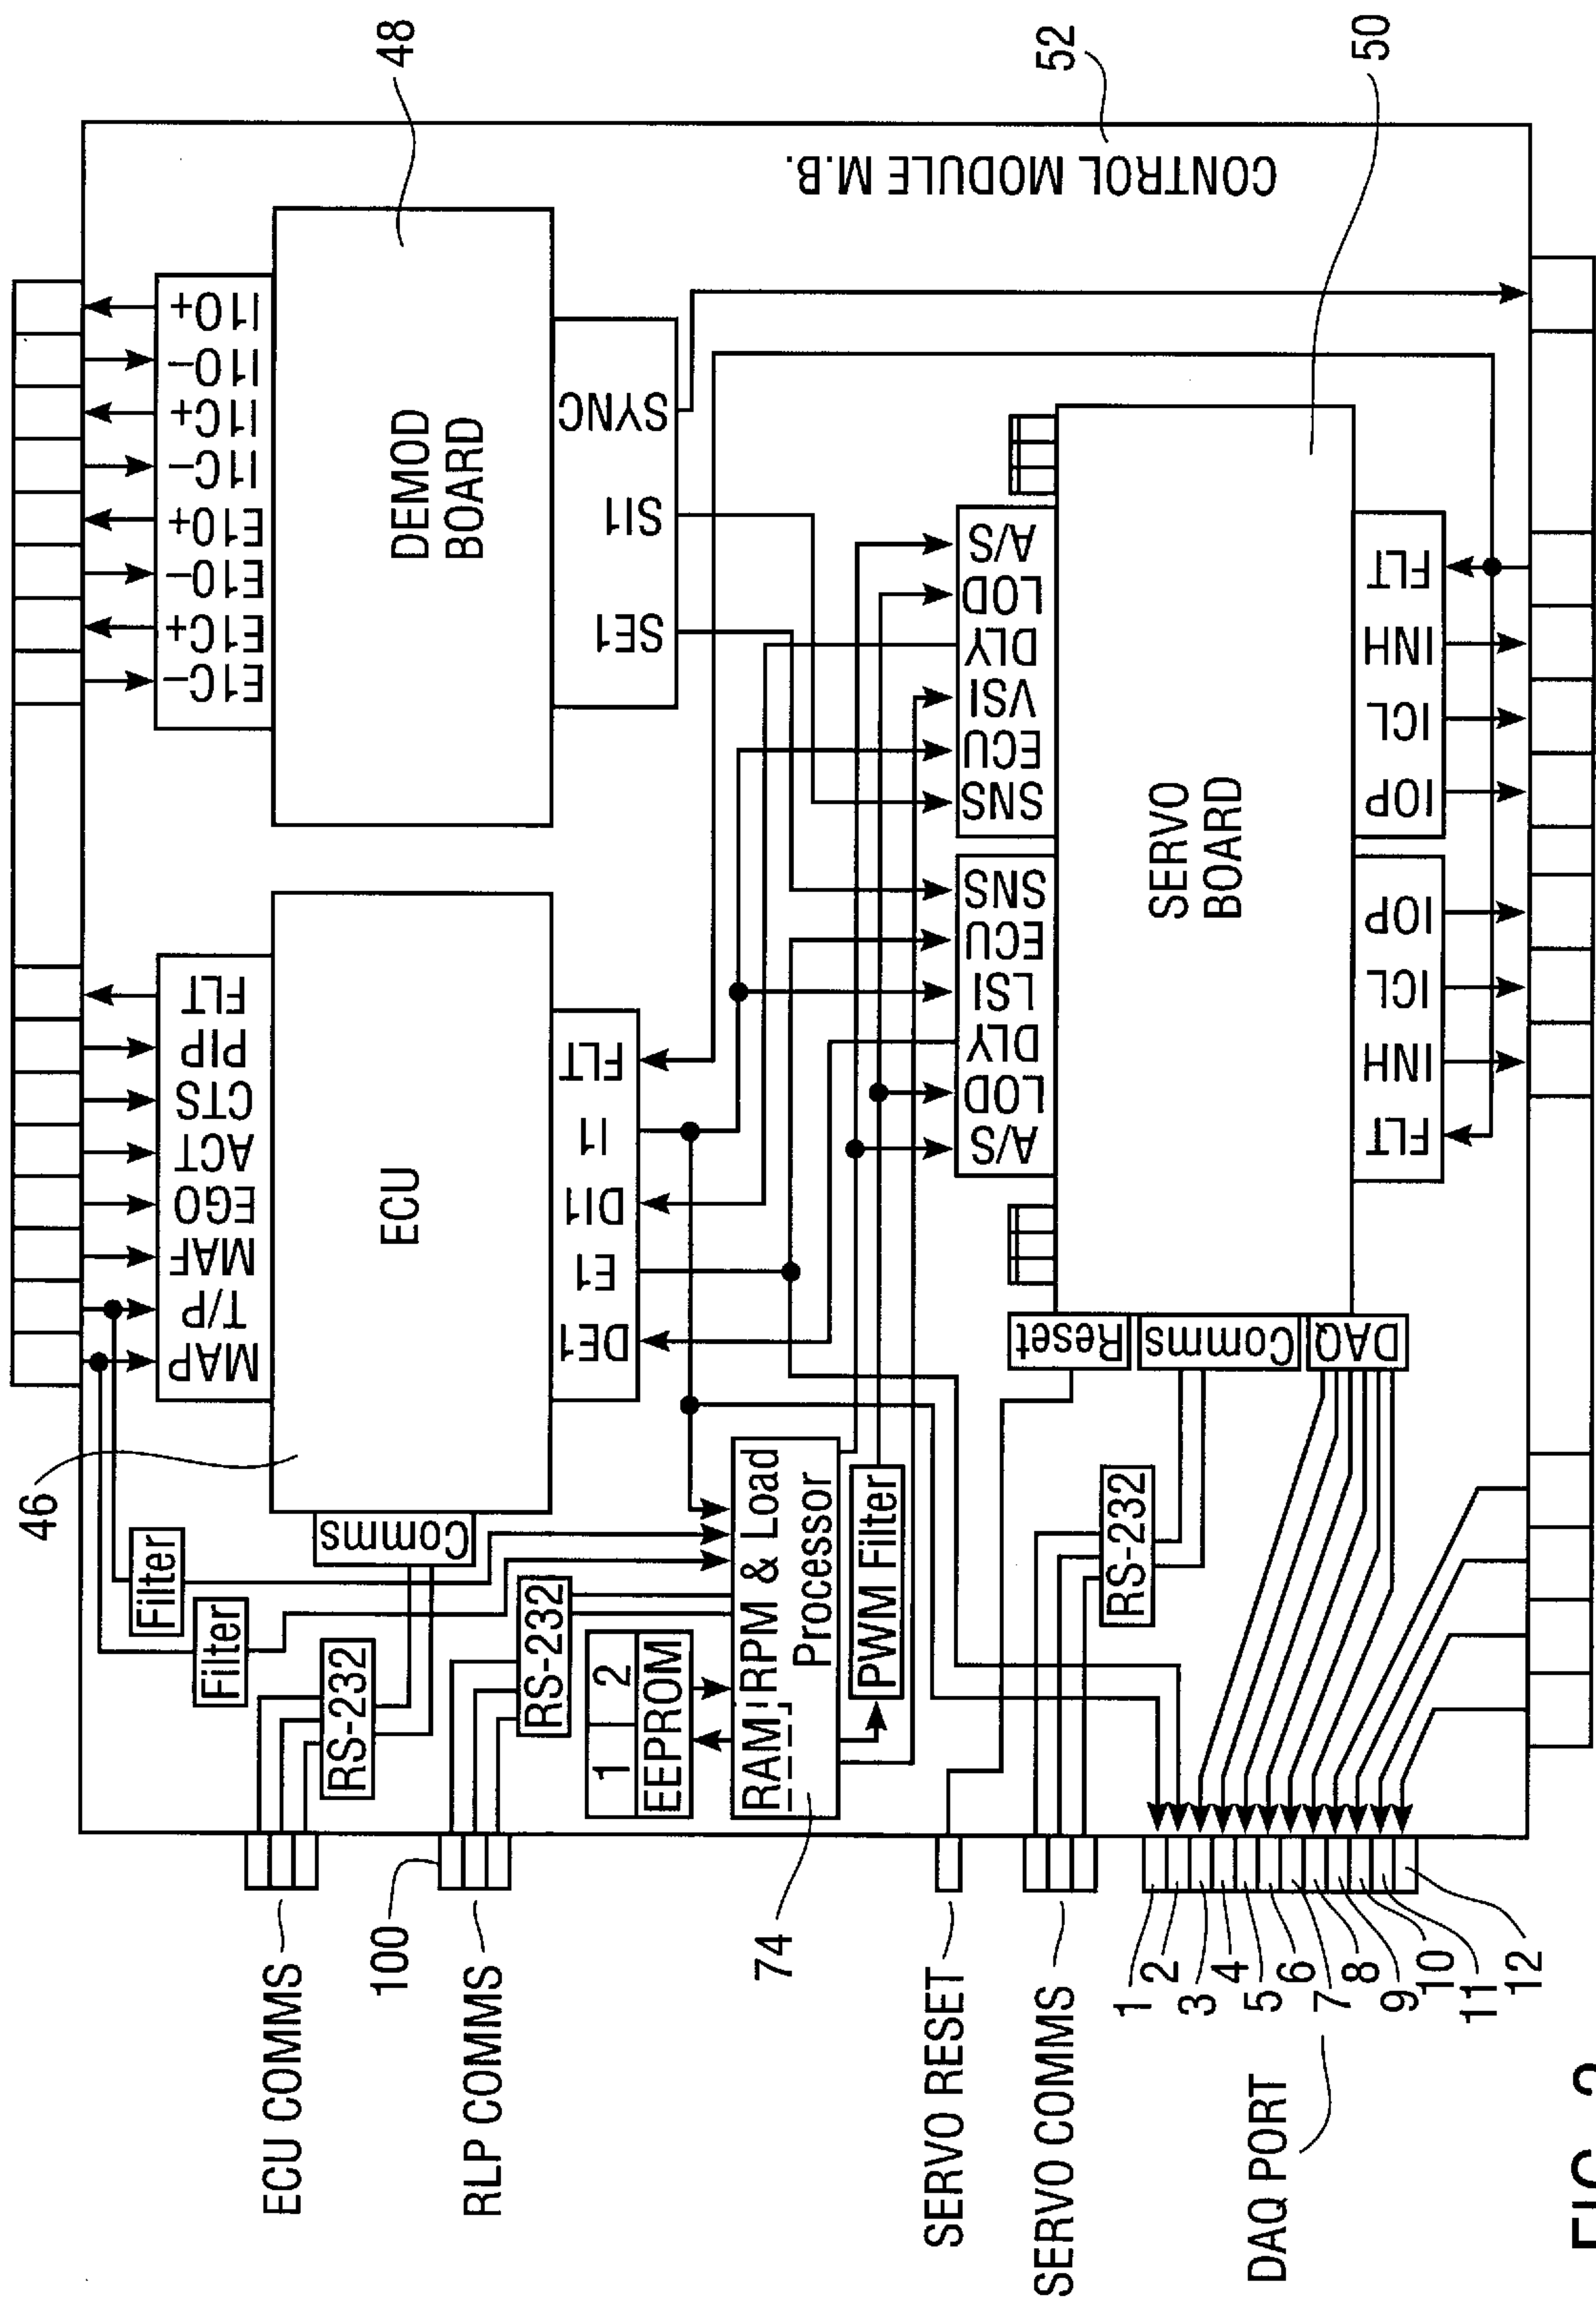 46
48
52
50
CONTROL MODULE M.B.
MAP
T/P
MAF
EGO
ACT
CTS
PIP
FLT
ECU
Comms
DE1
E1
DI1
I1
FLT
E1C–
E1C+
E1O–
E1O+
I1C–
I1C+
I1O–
I1O+
DEMOD
BOARD
SE1
SI1
SYNC
Filter
Filter
RS-232
RS-232
1
2
EEPROM
RAM
RPM & Load
Processor
PWM Filter
RS-232
A/S
LOD
DLY
LSI
ECU
SNS
SNS
ECU
VSI
DLY
LOD
A/S
SERVO
BOARD
Reset
Comms
DAQ
FLT
INH
ICL
IOP
IOP
ICL
INH
FLT
ECU COMMS
100
RLP COMMS
74
SERVO RESET
SERVO COMMS
DAQ PORT
1
2
3
4
5
6
7
8
9
10
11
12